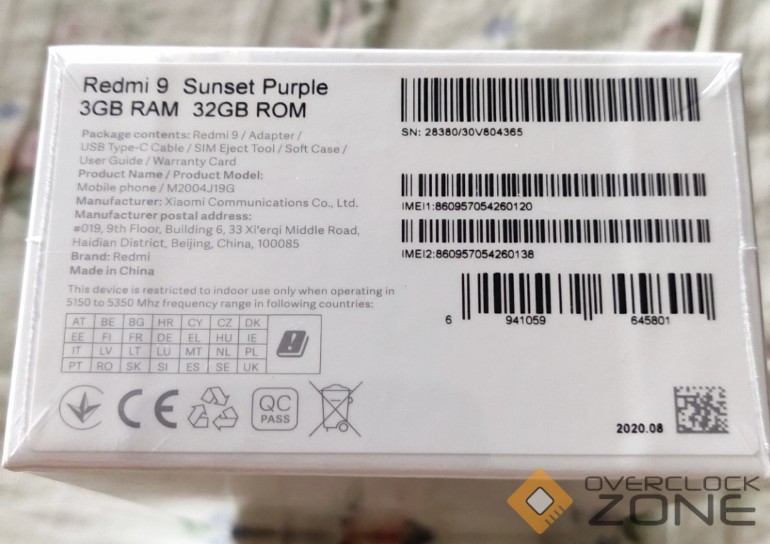 Redmi 9 Sunset Purple
3GB RAM 32GB ROM
Package contents: Redmi 9 / Adapter /
USB Type-C Cable / SIM Eject Tool / Soft Case /
User Guide / Warranty Card
Product Name / Product Model:
Mobile phone / M2004J19G
Manufacturer: Xiaomi Communications Co., Ltd.
Manufacturer postal address:
#019, 9th Floor, Building 6, 33 Xi'erqi Middle Road,
Haidian District, Beijing, China, 100085
Brand: Redmi
Made in China
This device is restricted to indoor use only when operating in
5150 to 5350 Mhz frequency range in following countries:
AT BE BG HR CY CZ DK
EE FI FR DE EL HU IE
IT LV LT LU MT NL PL
PT RO SK SI ES SE UK
CE
QC
PASS
SN: 28380/30V804365
IMEI1:860957054260120
IMEI2:860957054260138
6 941059 645801
2020.08
OVERCLOCK
ZONE